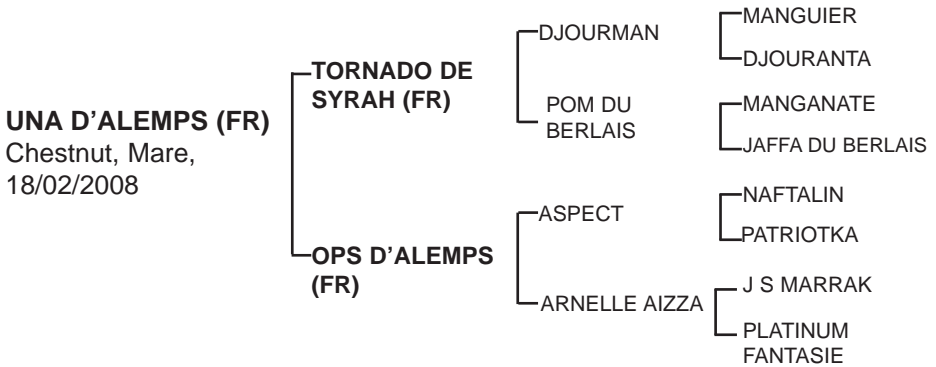 UNA D'ALEMPS (FR)
Chestnut, Mare,
18/02/2008
TORNADO DE
SYRAH (FR)
OPS D'ALEMPS
(FR)
DJOURMAN
POM DU
BERLAIS
ASPECT
ARNELLE AIZZA
MANGUIER
DJOURANTA
MANGANATE
JAFFA DU BERLAIS
NAFTALIN
PATRIOTKA
J S MARRAK
PLATINUM
FANTASIE